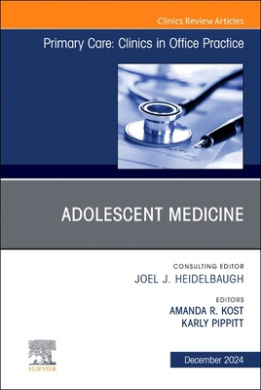 Clinics Review Articles
Primary Care: Clinics in Office Practice
ADOLESCENT MEDICINE
CONSULTING EDITOR
JOEL J. HEIDELBAUGH
EDITORS
AMANDA R. KOST
KARLY PIPPITT
ELSEVIER
December 2024